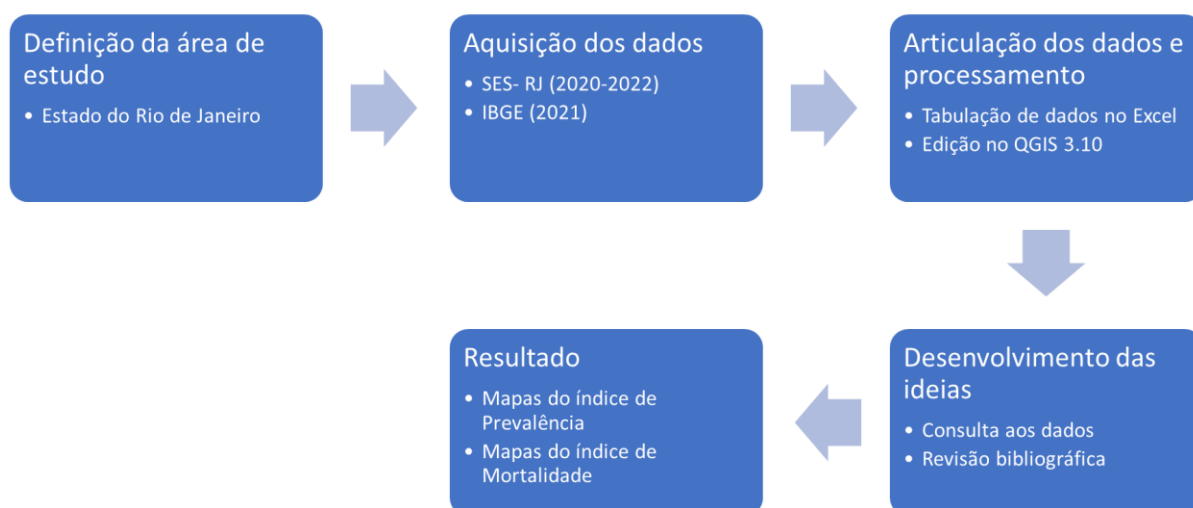 Definição da área de
estudo
• Estado do Rio de Janeiro
Aquisição dos dados
• SES- RJ (2020-2022)
• IBGE (2021)
Articulação dos dados e
processamento
• Tabulação de dados no Excel
• Edição no QGIS 3.10
Desenvolvimento das
ideias
• Consulta aos dados
• Revisão bibliográfica
Resultado
• Mapas do índice de
Prevalência
• Mapas do índice de
Mortalidade